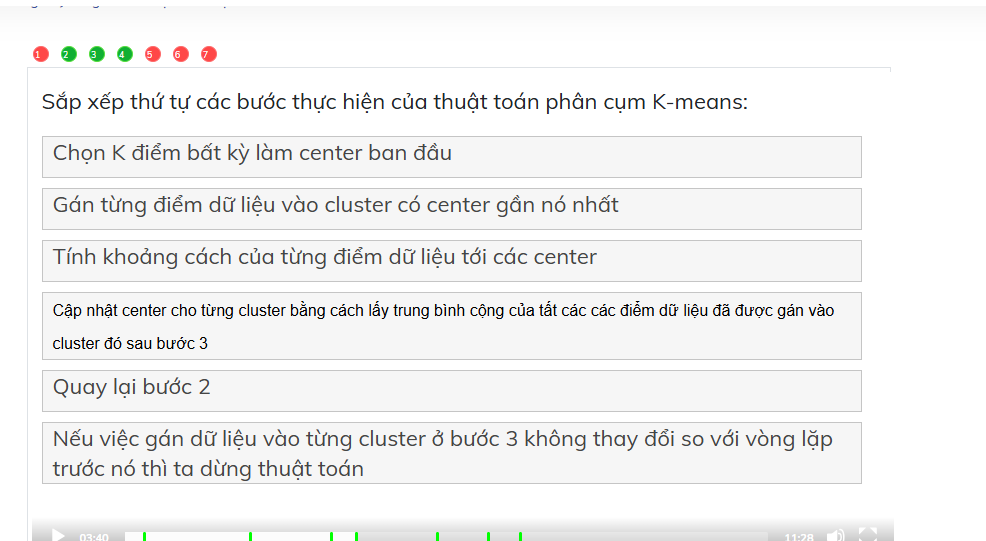 1 2 3 4 5 6 7
Sắp xếp thứ tự các bước thực hiện của thuật toán phân cụm K-means:
Chọn K điểm bất kỳ làm center ban đầu
Gán từng điểm dữ liệu vào cluster có center gần nó nhất
Tính khoảng cách của từng điểm dữ liệu tới các center
Cập nhật center cho từng cluster bằng cách lấy trung bình cộng của tất các các điểm dữ liệu đã được gán vào
cluster đó sau bước 3
Quay lại bước 2
Nếu việc gán dữ liệu vào từng cluster ở bước 3 không thay đổi so với vòng lặp
trước nó thì ta dừng thuật toán
03:40 11:28